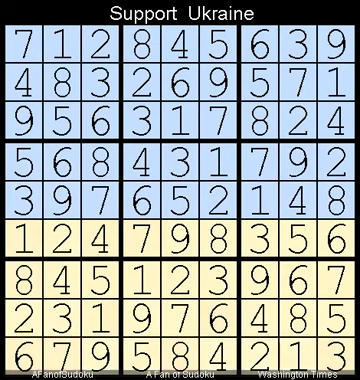 Support Ukraine
7 1 2 8 4 5 6 3 9
4 8 3 2 6 9 5 7 1
9 5 6 3 1 7 8 2 4
5 6 8 4 3 1 7 9 2
3 9 7 6 5 2 1 4 8
1 2 4 7 9 8 3 5 6
8 4 5 1 2 3 9 6 7
2 3 1 9 7 6 4 8 5
6 7 9 5 8 4 2 1 3
AFanofSudoku A Fan of Sudoku Washington Times